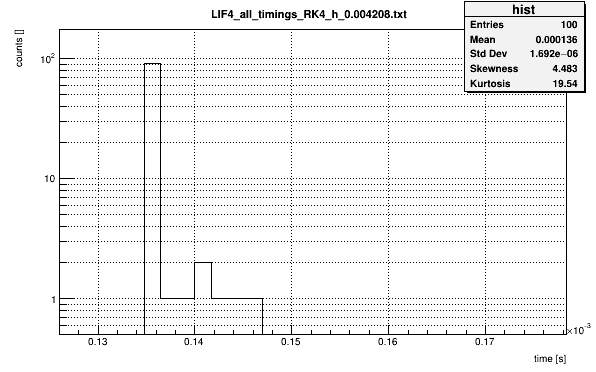 LIF4_all_timings_RK4_h_0.004208.txt
hist
Entries 100
Mean 0.000136
Std Dev 1.692e−06
Skewness 4.483
Kurtosis 19.54
counts []
10²
10
1
0.13 0.14 0.15 0.16 0.17
×10⁻³
time [s]